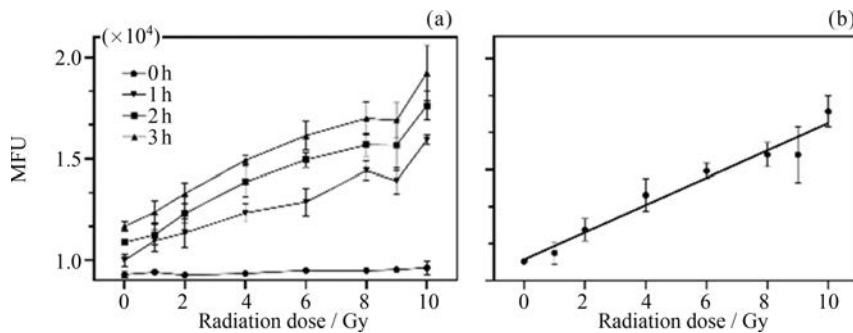 (a)
(×10⁴)
2.0
1.5
1.0
MFU
0 h
1 h
2 h
3 h
0 2 4 6 8 10
Radiation dose / Gy
(b)
0 2 4 6 8 10
Radiation dose / Gy